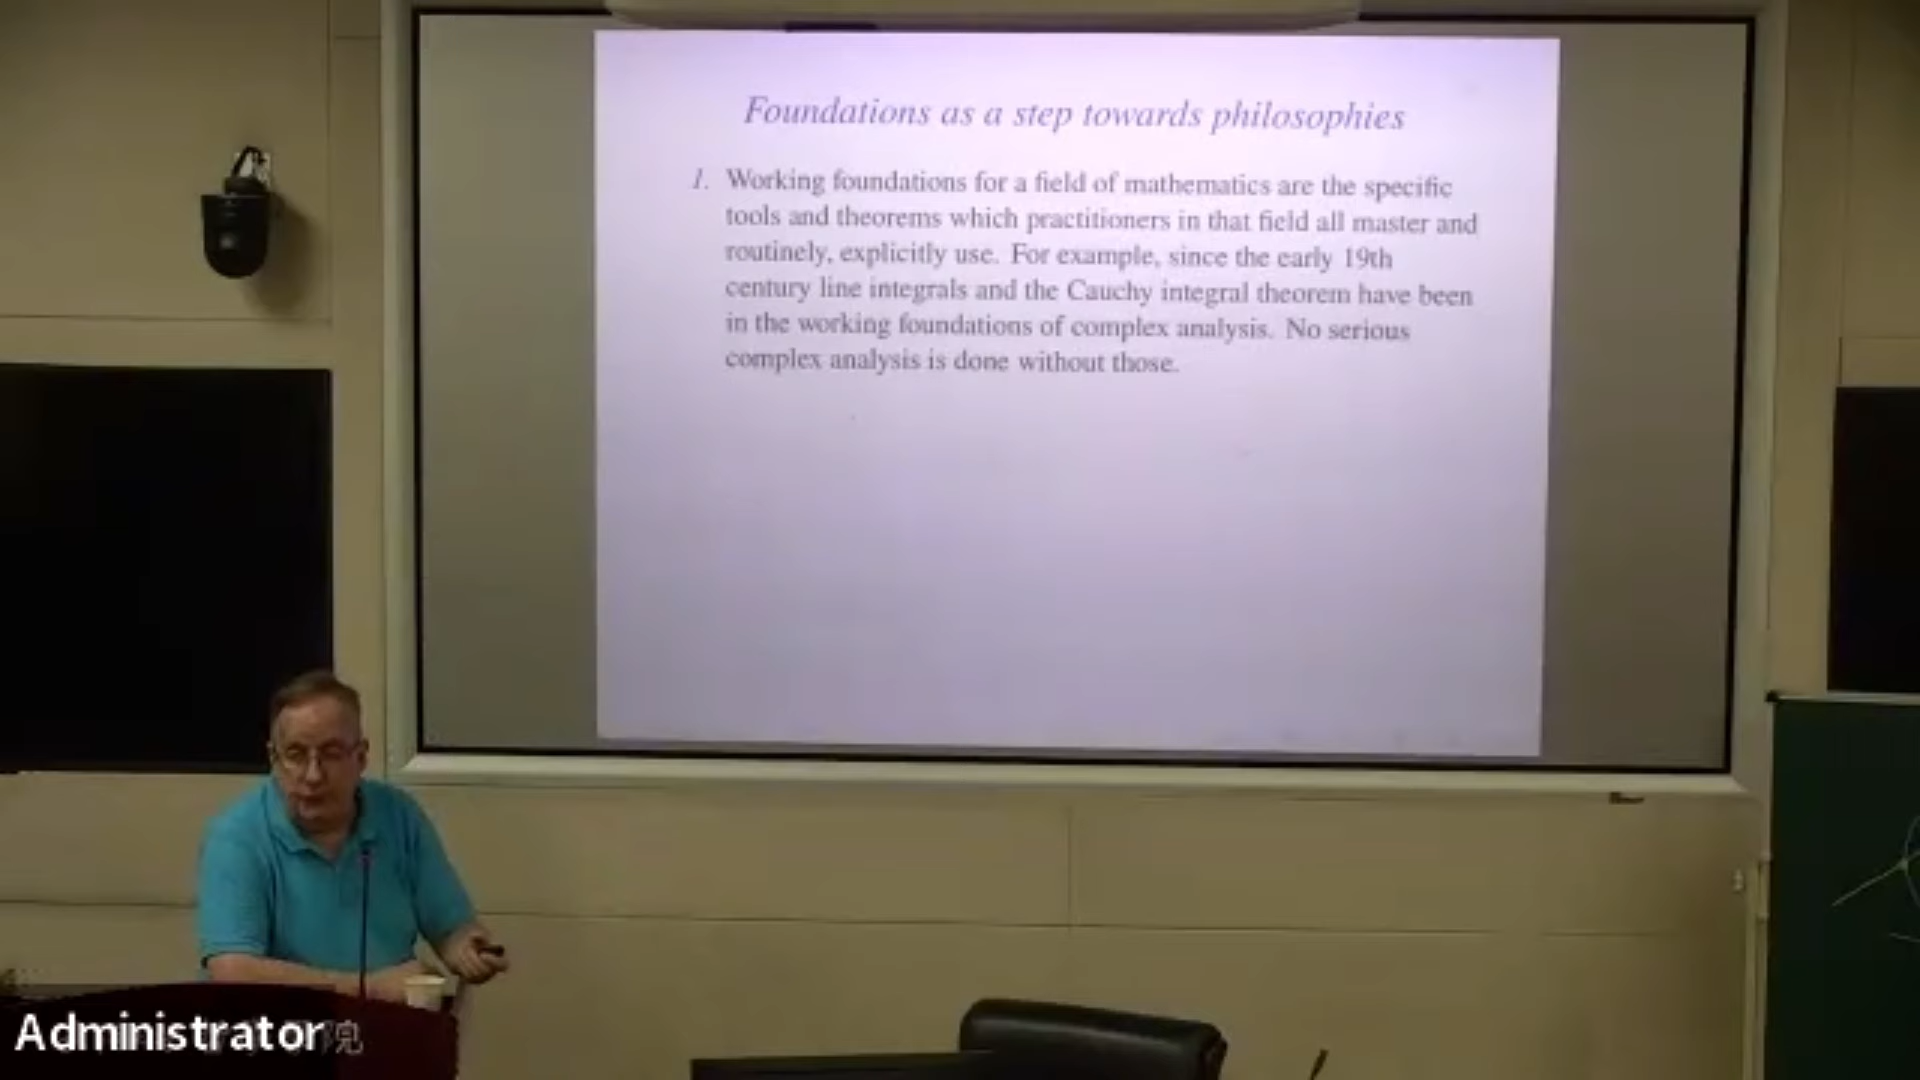 Foundations as a step towards philosophies
1. Working foundations for a field of mathematics are the specific
tools and theorems which practitioners in that field all master and
routinely, explicitly use. For example, since the early 19th
century line integrals and the Cauchy integral theorem have been
in the working foundations of complex analysis. No serious
complex analysis is done without those.
Administrator